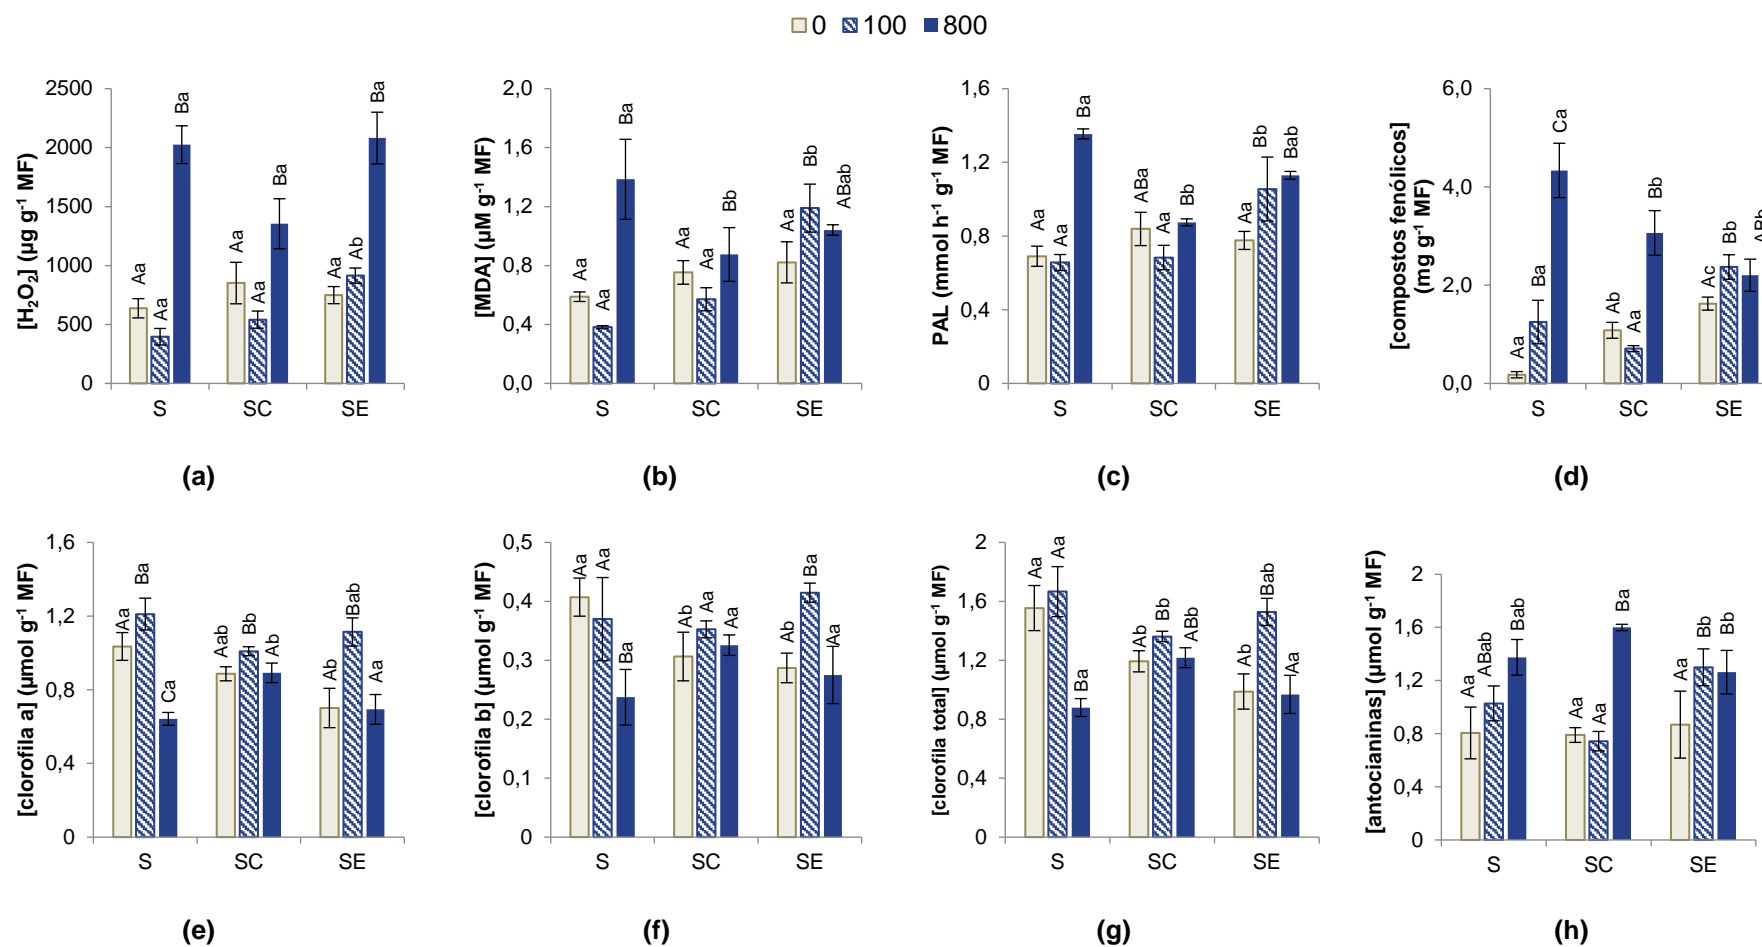 0 100 800
[H₂O₂] (µg g⁻¹ MF)
2500
2000
1500
1000
500
0
Aa Aa Ba
Aa Aa Ba
Aa Ab Ba
S SC SE
(a)
[MDA] (µM g⁻¹ MF)
2,0
1,6
1,2
0,8
0,4
0,0
Aa Aa Ba
Aa Aa Bb
Aa Bb ABab
S SC SE
(b)
PAL (mmol h⁻¹ g⁻¹ MF)
1,6
1,2
0,8
0,4
0
Aa Aa Ba
ABa Aa Bb
Aa Bb Bab
S SC SE
(c)
[compostos fenólicos]
(mg g⁻¹ MF)
6,0
4,0
2,0
0,0
Aa Ba Ca
Ab Aa Bb
Ac Bb ABb
S SC SE
(d)
[clorofila a] (µmol g⁻¹ MF)
1,6
1,2
0,8
0,4
0
Aa Ba Ca
Aab Bb Ab
Ab Bab Aa
S SC SE
(e)
[clorofila b] (µmol g⁻¹ MF)
0,5
0,4
0,3
0,2
0,1
0
Aa Aa Ba
Ab Aa Aa
Ab Ba Aa
S SC SE
(f)
[clorofila total] (µmol g⁻¹ MF)
2
1,6
1,2
0,8
0,4
0
Aa Aa Ba
Ab Bb ABb
Ab Bab Aa
S SC SE
(g)
[antocianinas] (µmol g⁻¹ MF)
2
1,6
1,2
0,8
0,4
0
Aa ABab Bab
Aa Aa Ba
Aa Bb Bb
S SC SE
(h)